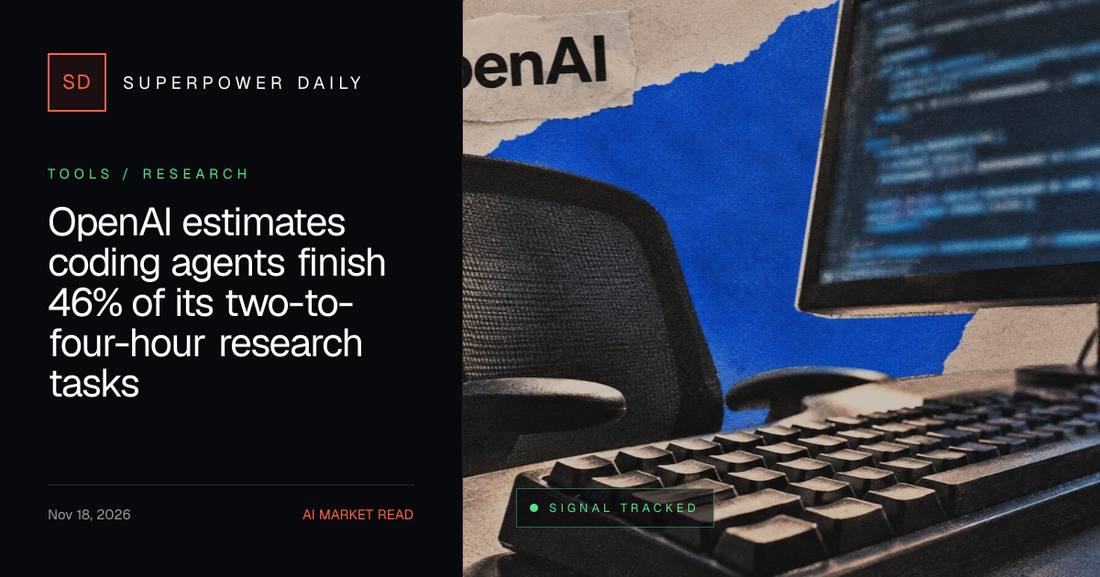 SD
SUPERPOWER DAILY
TOOLS / RESEARCH
OpenAI estimates
coding agents finish
46% of its two-to-
four-hour research
tasks
Nov 18, 2026
AI MARKET READ
penAI
SIGNAL TRACKED